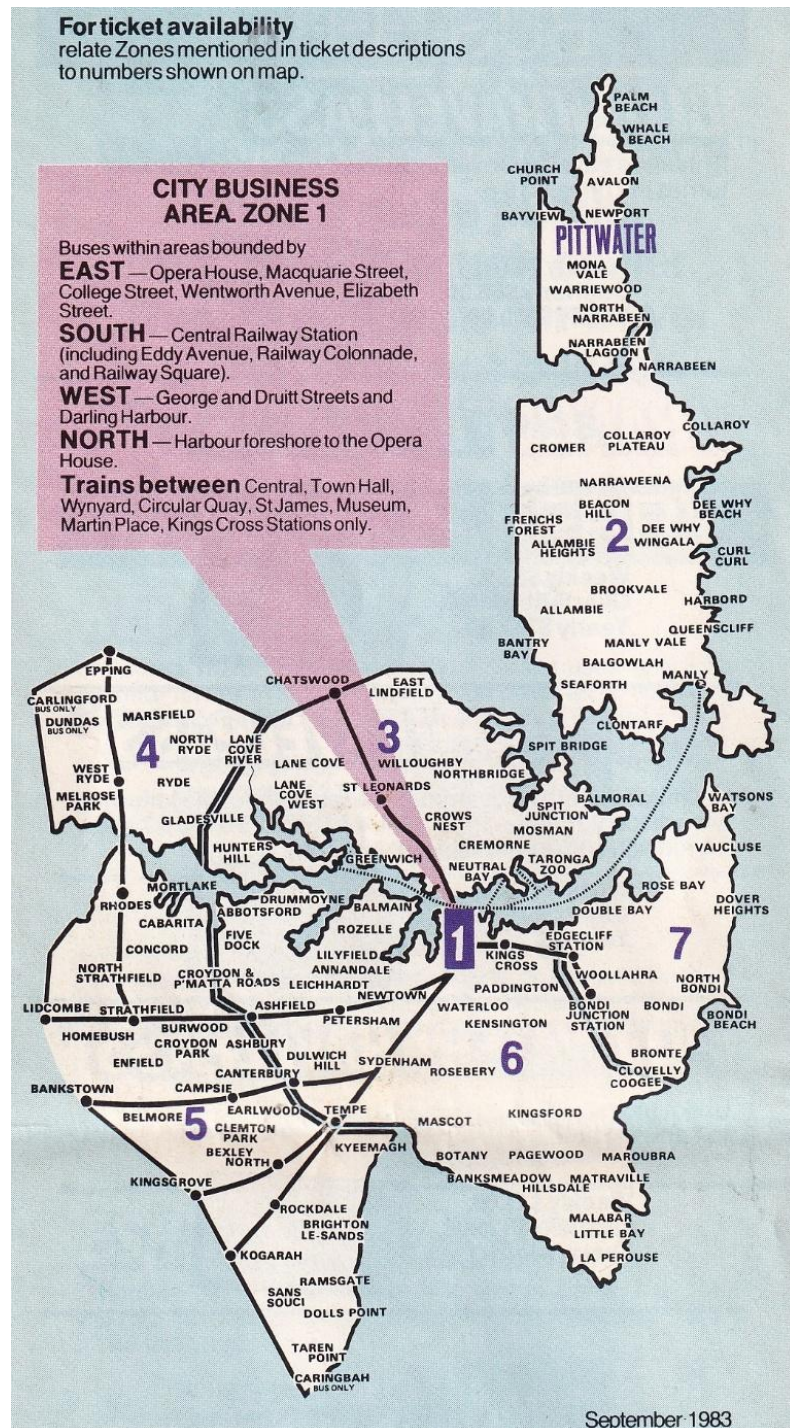 For ticket availability
relate Zones mentioned in ticket descriptions
to numbers shown on map.
CITY BUSINESS
AREA. ZONE 1
Buses within areas bounded by
EAST — Opera House, Macquarie Street,
College Street, Wentworth Avenue, Elizabeth
Street.
SOUTH — Central Railway Station
(including Eddy Avenue, Railway Colonnade,
and Railway Square).
WEST — George and Druitt Streets and
Darling Harbour.
NORTH — Harbour foreshore to the Opera
House.
Trains between Central, Town Hall,
Wynyard, Circular Quay, St James, Museum,
Martin Place, Kings Cross Stations only.
PALM
BEACH
WHALE
BEACH
CHURCH
POINT
AVALON
BAYVIEW
NEWPORT
PITTWATER
MONA
VALE
WARRIEWOOD
NORTH
NARRABEEN
NARRABEEN
LAGOON
NARRABEEN
COLLAROY
COLLAROY
PLATEAU
CROMER
NARRAWEENA
BEACON
HILL
DEE WHY
BEACH
FRENCHS
FOREST
2
DEE WHY
ALLAMBIE
HEIGHTS
WINGALA
CURL
CURL
BROOKVALE
HARBORD
ALLAMBIE
QUEENSCLIFF
BANTRY
BAY
MANLY VALE
BALGOWLAH
MANLY
SEAFORTH
CLONTARF
SPIT BRIDGE
EPPING
CHATSWOOD
EAST
LINDFIELD
CARLINGFORD
BUS ONLY
DUNDAS
BUS ONLY
MARSFIELD
4
NORTH
RYDE
LANE
COVE
RIVER
3
LANE COVE
WILLOUGHBY
NORTHBRIDGE
WEST
RYDE
RYDE
MELROSE
PARK
LANE
COVE
WEST
ST LEONARDS
SPIT
JUNCTION
BALMORAL
WATSONS
BAY
GLADESVILLE
CROWS
NEST
MOSMAN
CREMORNE
VAUCLUSE
HUNTERS
HILL
GREENWICH
NEUTRAL
BAY
TARONGA
ZOO
ROSE BAY
MORTLAKE
RHODES
DRUMMOYNE
ABBOTSFORD
BALMAIN
DOUBLE BAY
DOVER
HEIGHTS
CABARITA
FIVE
DOCK
ROZELLE
1
EDGECLIFF
STATION
7
CONCORD
LILYFIELD
KINGS
CROSS
NORTH
STRATHFIELD
CROYDON &
P'MATTA ROADS
ANNANDALE
LEICHHARDT
WOOLLAHRA
NORTH
BONDI
PADDINGTON
LIDCOMBE
STRATHFIELD
ASHFIELD
NEWTOWN
PETERSHAM
WATERLOO
BONDI
JUNCTION
STATION
BONDI
BONDI
BEACH
HOMEBUSH
BURWOOD
CROYDON
PARK
ASHBURY
KENSINGTON
ENFIELD
DULWICH
HILL
SYDENHAM
6
BRONTE
CANTERBURY
ROSEBERY
CLOVELLY
COOGEE
BANKSTOWN
CAMPSIE
BELMORE
5
EARLWOOD
TEMPE
KINGSFORD
CLEMTON
PARK
MASCOT
BEXLEY
NORTH
KYEEMAGH
BOTANY
PAGEWOOD
MAROUBRA
KINGSGROVE
BANKSMEADOW
HILLSDALE
MATRAVILLE
ROCKDALE
BRIGHTON
LE-SANDS
MALABAR
LITTLE BAY
KOGARAH
LA PEROUSE
RAMSGATE
SANS
SOUCI
DOLLS POINT
TAREN
POINT
CARINGBAH
BUS ONLY
September 1983